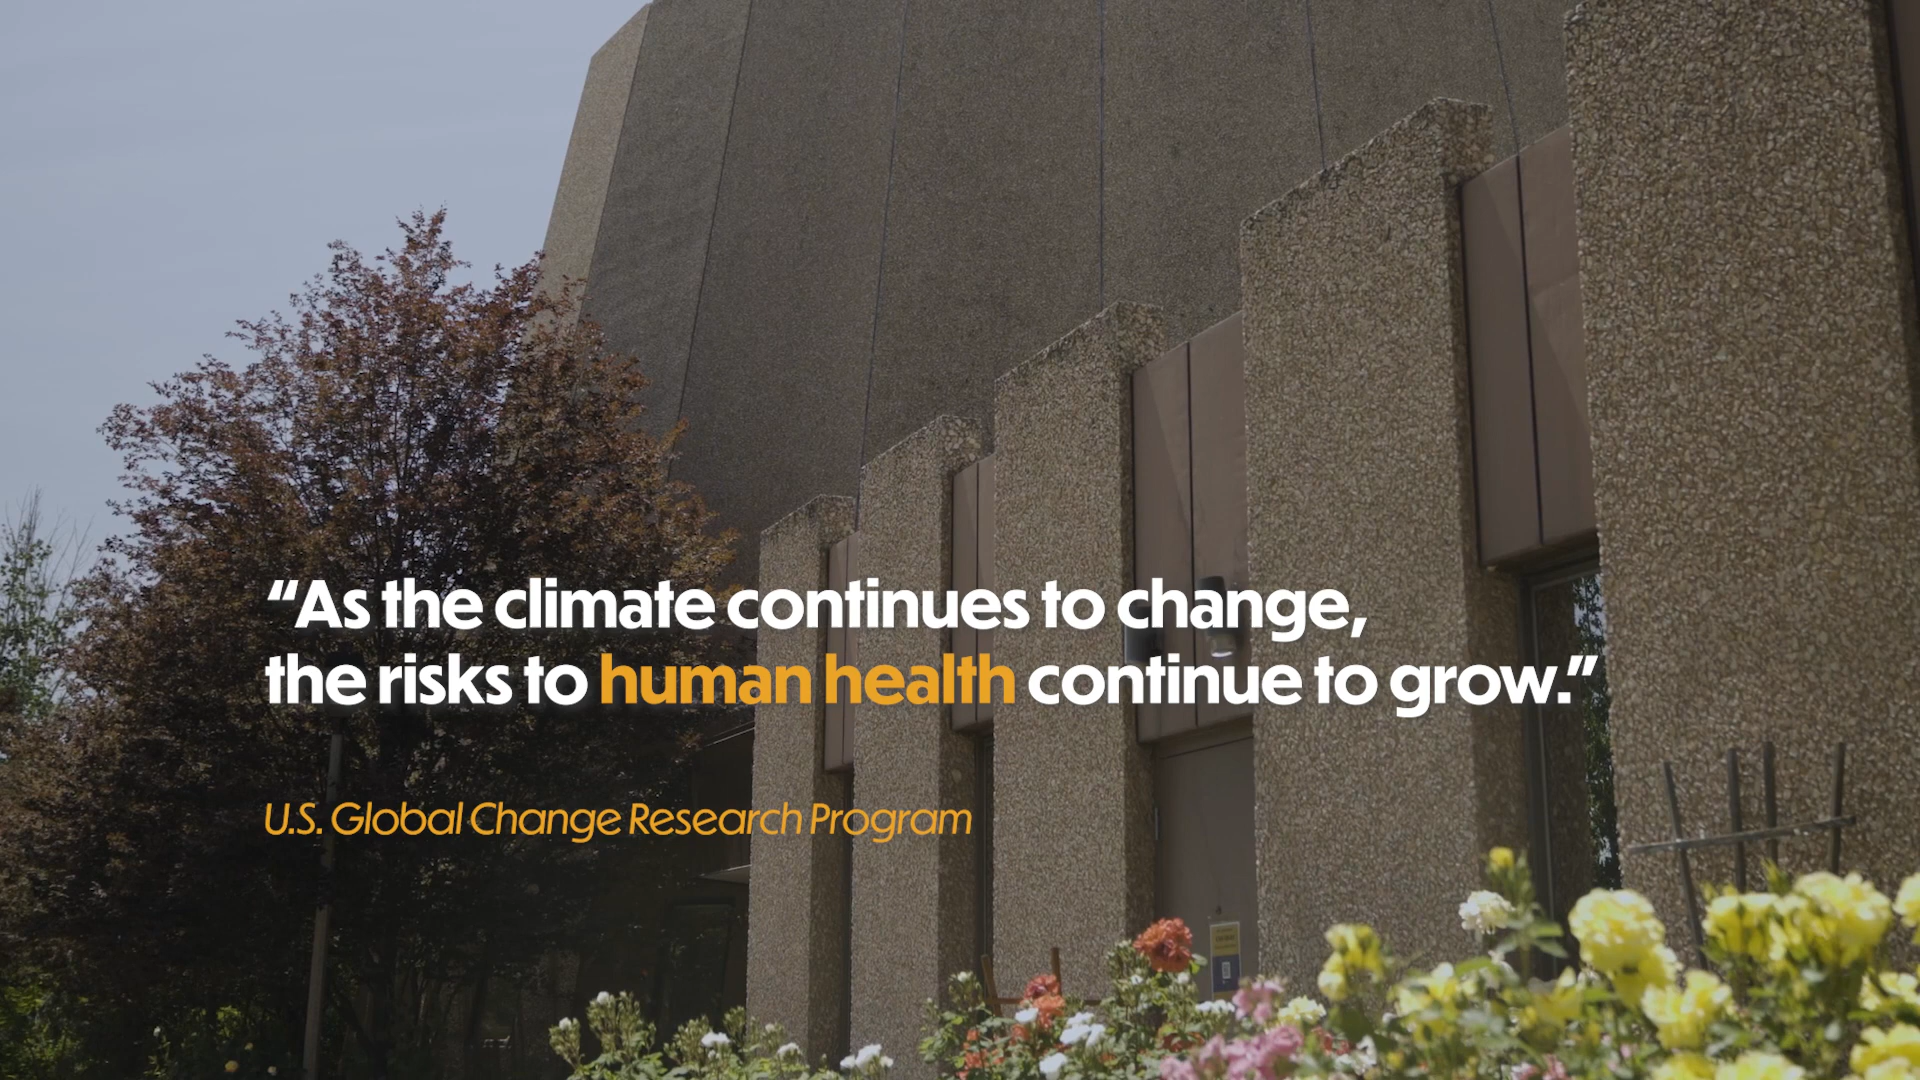 “As the climate continues to change,
the risks to human health continue to grow.”
U.S. Global Change Research Program